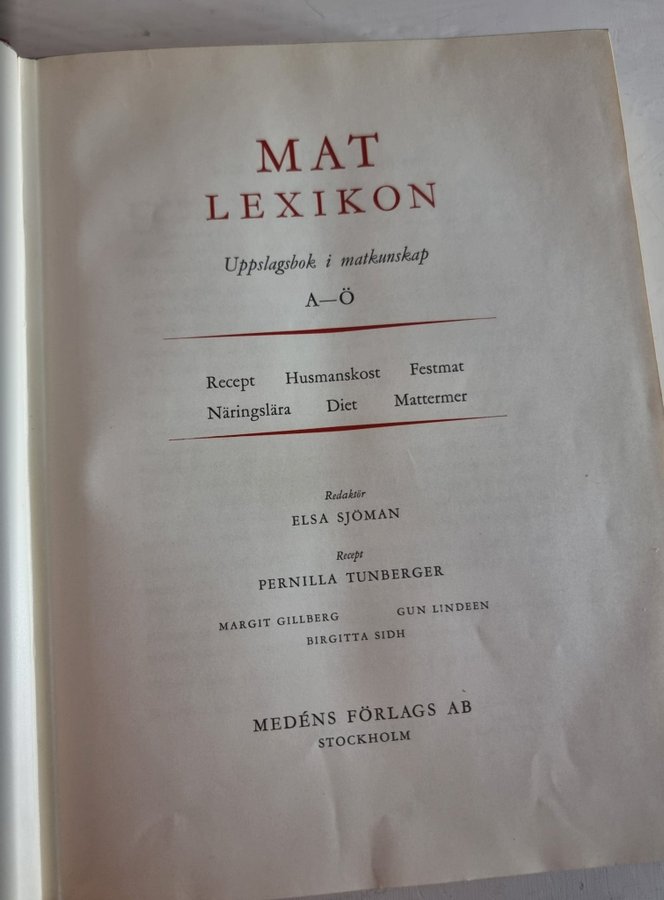 MAT
LEXIKON
Uppslagsbok i matkunskap
A—Ö
Recept Husmanskost Festmat
Näringslära Diet Mattermer
Redaktör
ELSA SJÖMAN
Recept
PERNILLA TUNBERGER
MARGIT GILLBERG GUN LINDEEN
BIRGITTA SIDH
MEDÉNS FÖRLAGS AB
STOCKHOLM